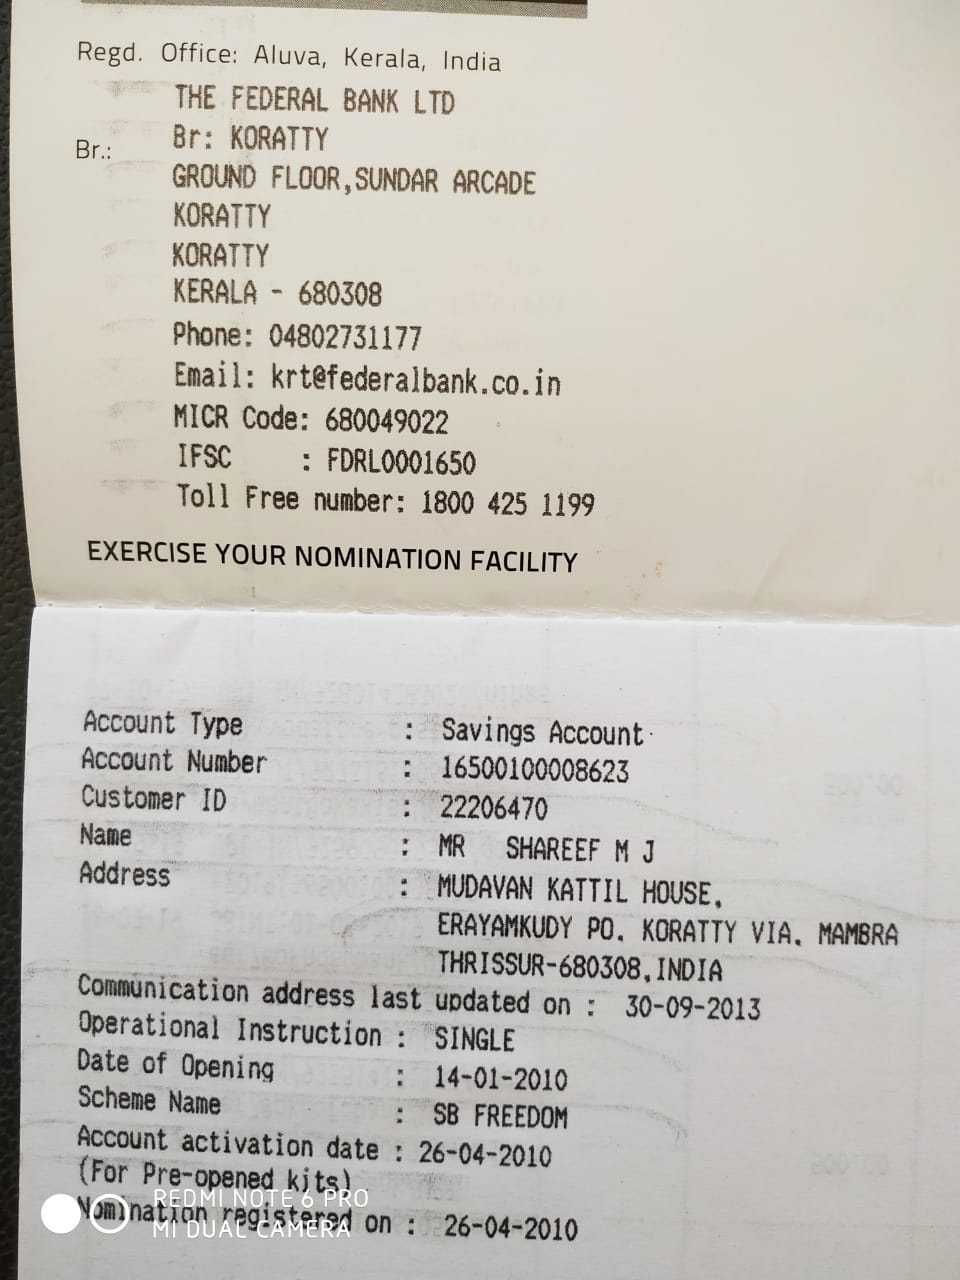 Regd. Office: Aluva, Kerala, India
THE FEDERAL BANK LTD
Br.: Br: KORATTY
GROUND FLOOR,SUNDAR ARCADE
KORATTY
KORATTY
KERALA - 680308
Phone: 04802731177
Email: krt@federalbank.co.in
MICR Code: 680049022
IFSC : FDRL0001650
Toll Free number: 1800 425 1199
EXERCISE YOUR NOMINATION FACILITY
Account Type : Savings Account
Account Number : 16500100008623
Customer ID : 22206470
Name : MR SHAREEF M J
Address : MUDAVAN KATTIL HOUSE,
ERAYAMKUDY PO. KORATTY VIA. MAMBRA
THRISSUR-680308,INDIA
Communication address last updated on : 30-09-2013
Operational Instruction : SINGLE
Date of Opening : 14-01-2010
Scheme Name : SB FREEDOM
Account activation date : 26-04-2010
(For Pre-opened kits)
Nomination registered on : 26-04-2010
REDMI NOTE 6 PRO
MI DUAL CAMERA